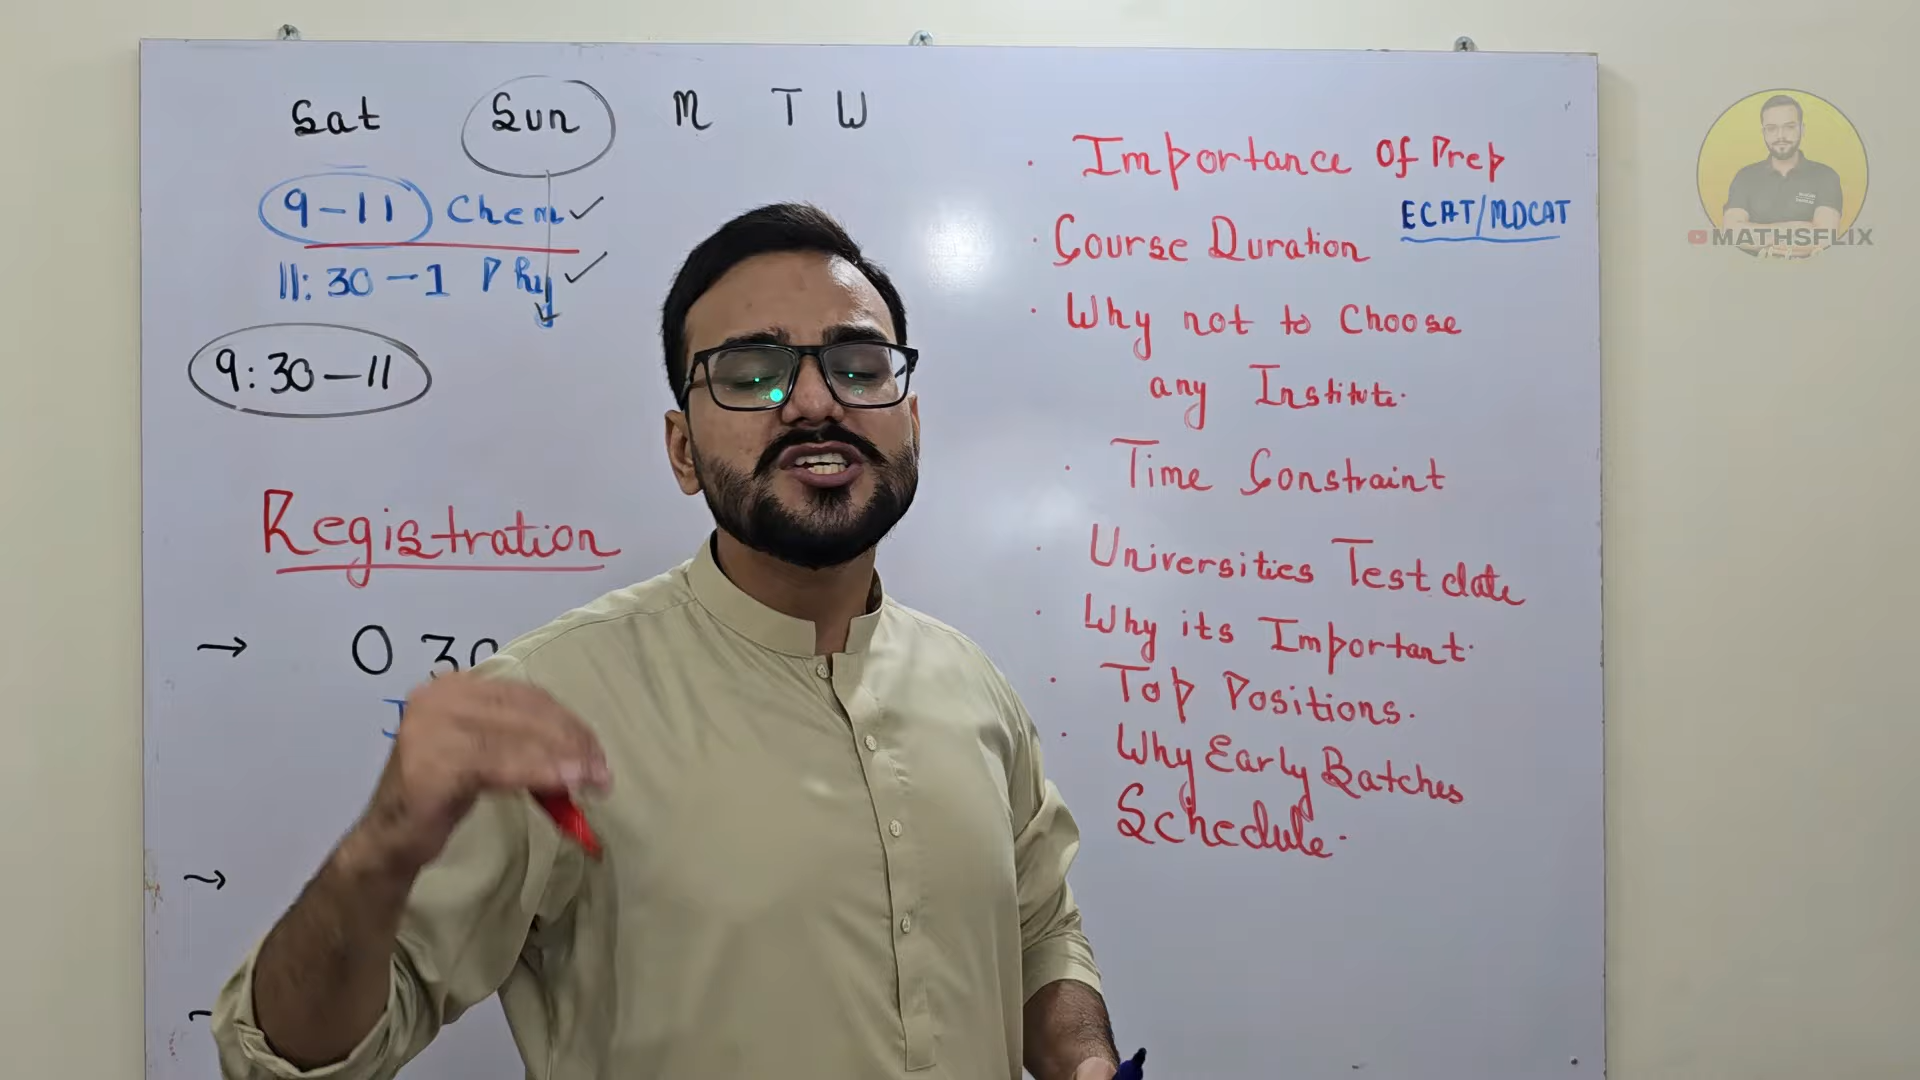 Sat Sun M T W
9-11 Chem ✓
11:30-1 Phy ✓
9:30-11
Registration
→ 0 30
→
· Importance Of Prep
ECAT/MDCAT
· Course Duration
· Why not to Choose
any Institute.
· Time Constraint
· Universities Test date
· Why its Important.
· Top Positions.
· Why Early Batches
Schedule.
MATHSFLIX